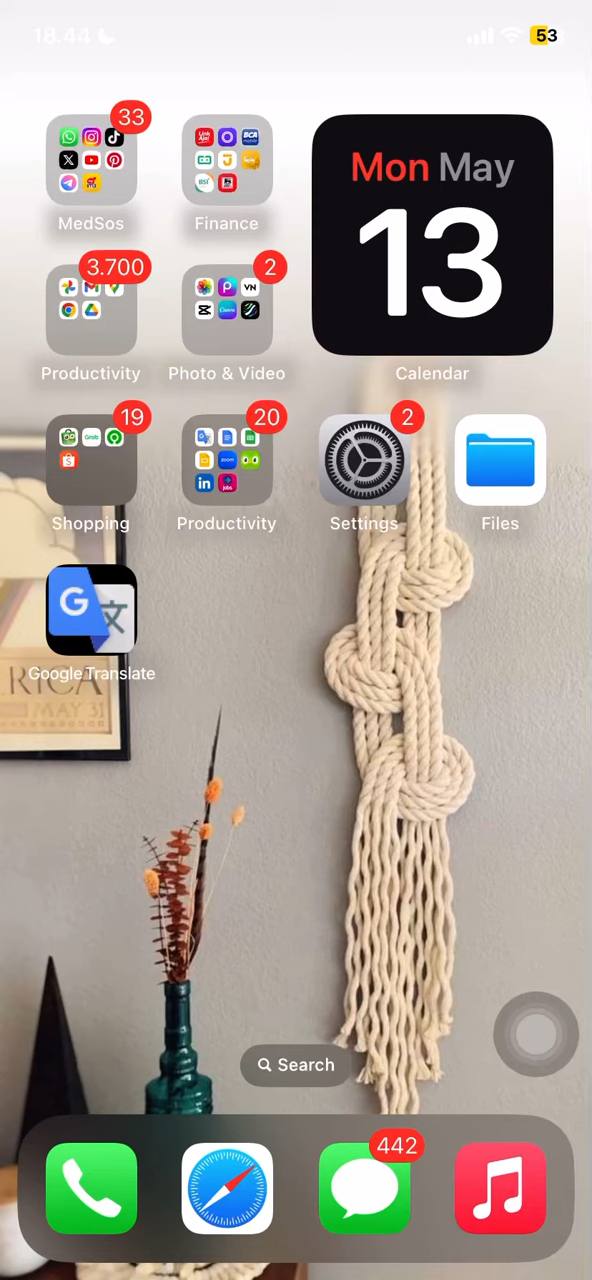 18.44
53
33
MedSos
Finance
Mon May
13
Calendar
3.700
Productivity
2
Photo & Video
19
Shopping
20
Productivity
2
Settings
Files
Google Translate
RICA
MAY 31
Search
442